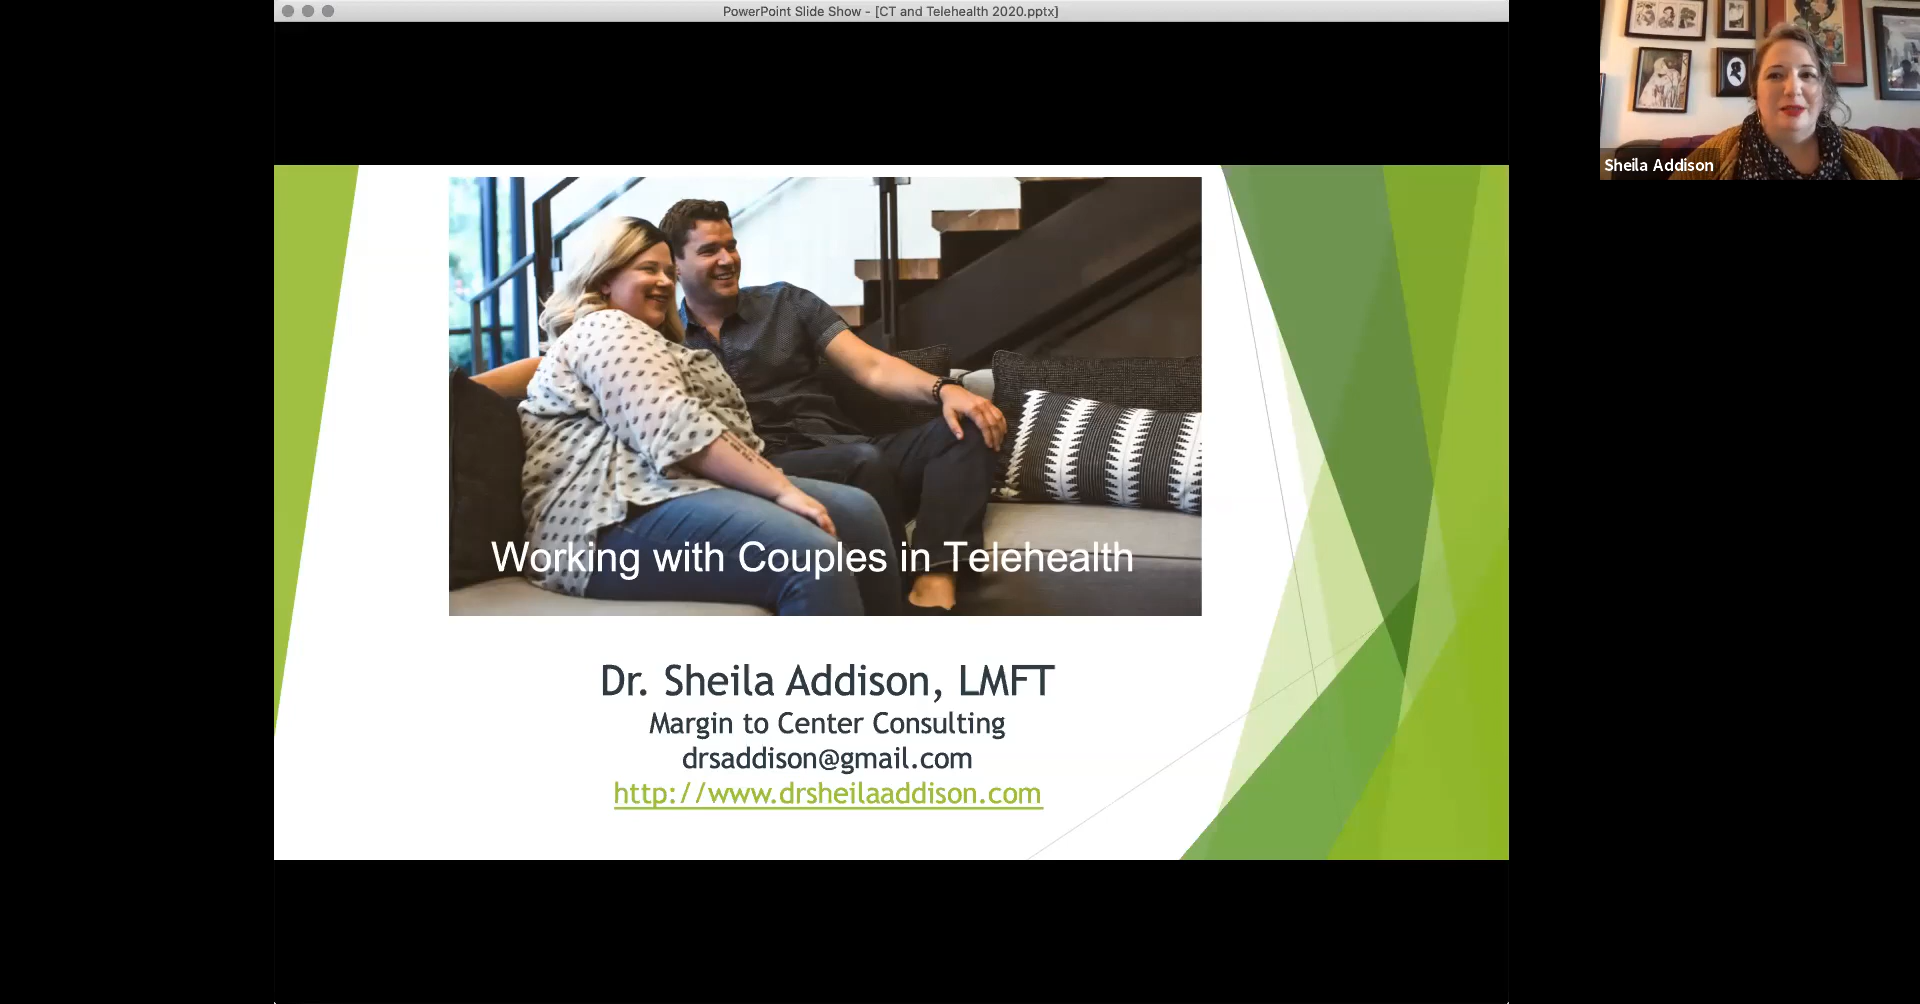 PowerPoint Slide Show - [CT and Telehealth 2020.pptx]
Sheila Addison
Working with Couples in Telehealth
Dr. Sheila Addison, LMFT
Margin to Center Consulting
drsaddison@gmail.com
http://www.drsheilaaddison.com